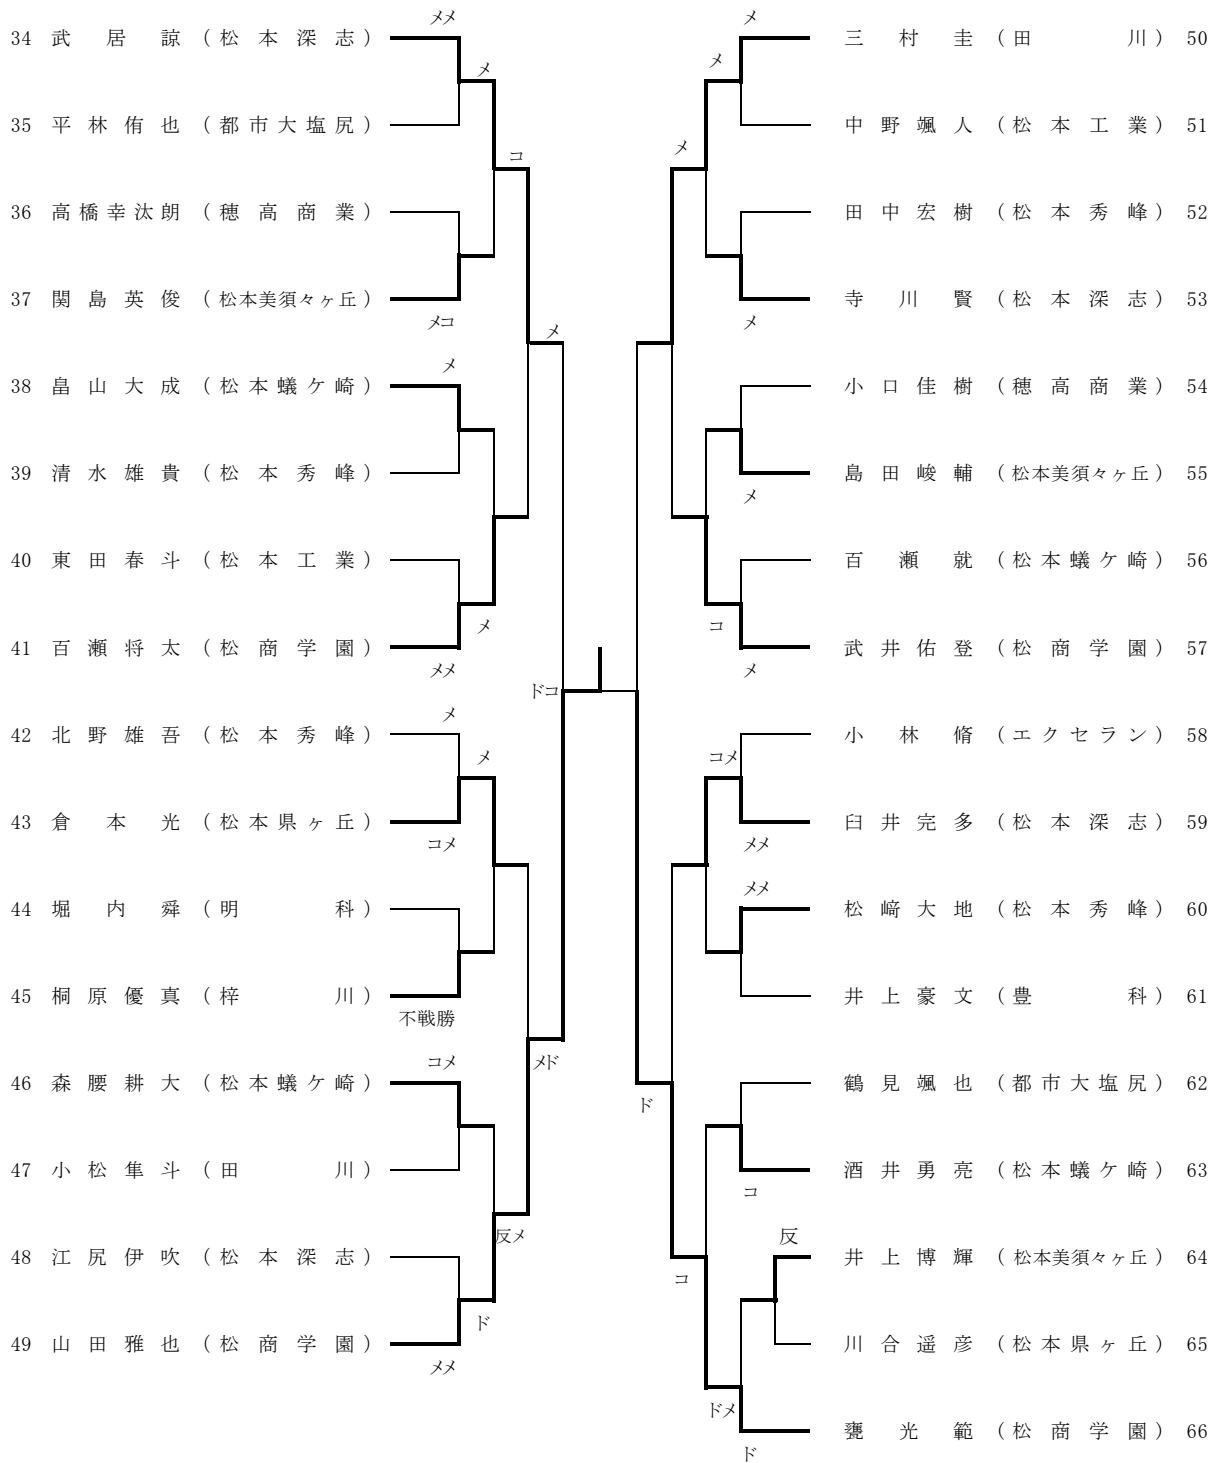 メメ
34 武居諒 (松本深志)
メ
35 平林侑也 (都市大塩尻)
コ
36 高橋幸汰朗 (穂高商業)
37 関島英俊 (松本美須々ヶ丘)
メコ
メ
メ
38 畠山大成 (松本蟻ケ崎)
39 清水雄貴 (松本秀峰)
40 東田春斗 (松本工業)
メ
41 百瀬将太 (松商学園)
メメ
ドコ
メ
42 北野雄吾 (松本秀峰)
メ
43 倉本光 (松本県ヶ丘)
コメ
44 堀内舜 (明科)
45 桐原優真 (梓川)
不戦勝
コメ
メド
46 森腰耕大 (松本蟻ケ崎)
47 小松隼斗 (田川)
反メ
48 江尻伊吹 (松本深志)
ド
49 山田雅也 (松商学園)
メメ
メ
三村圭 (田川) 50
メ
中野颯人 (松本工業) 51
メ
田中宏樹 (松本秀峰) 52
寺川賢 (松本深志) 53
メ
小口佳樹 (穂高商業) 54
島田峻輔 (松本美須々ヶ丘) 55
メ
百瀬就 (松本蟻ケ崎) 56
コ
武井佑登 (松商学園) 57
メ
小林脩 (エクセラン) 58
コメ
臼井完多 (松本深志) 59
メメ
メメ
松﨑大地 (松本秀峰) 60
井上豪文 (豊科) 61
鶴見颯也 (都市大塩尻) 62
ド
酒井勇亮 (松本蟻ケ崎) 63
コ
反
井上博輝 (松本美須々ヶ丘) 64
コ
川合遥彦 (松本県ヶ丘) 65
ドメ
甕光範 (松商学園) 66
ド